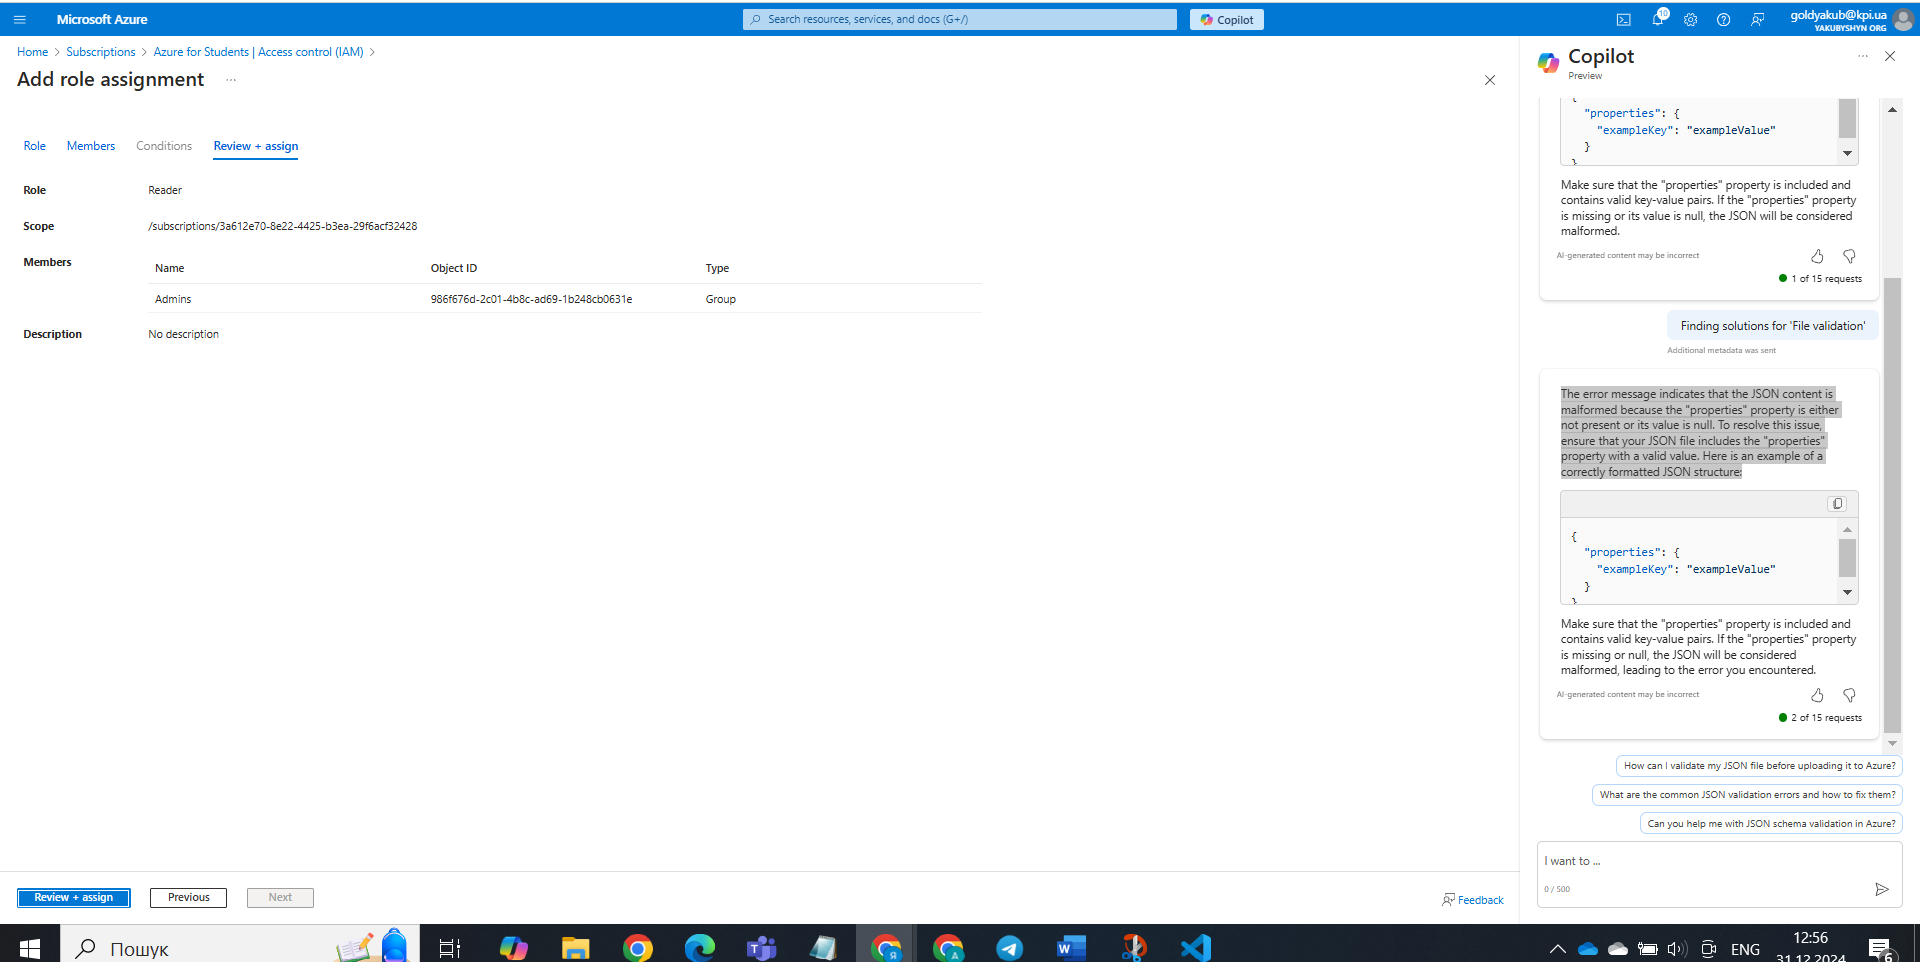 Microsoft Azure
Search resources, services, and docs (G+/)
Copilot
10
goldyakub@kpi.ua
YAKUBYSHYN ORG
Home > Subscriptions > Azure for Students | Access control (IAM) >
Add role assignment ...
Role
Members
Conditions
Review + assign
Role
Reader
Scope
/subscriptions/3a612e70-8e22-4425-b3ea-29f6acf32428
Members
Name
Object ID
Type
Admins
986f676d-2c01-4b8c-ad69-1b248cb0631e
Group
Description
No description
Review + assign
Previous
Next
Feedback
Copilot
Preview
{
"properties": {
"exampleKey": "exampleValue"
}
}
Make sure that the "properties" property is included and
contains valid key-value pairs. If the "properties" property
is missing or its value is null, the JSON will be considered
malformed.
AI-generated content may be incorrect
1 of 15 requests
Finding solutions for 'File validation'
Additional metadata was sent
The error message indicates that the JSON content is
malformed because the "properties" property is either
not present or its value is null. To resolve this issue,
ensure that your JSON file includes the "properties"
property with a valid value. Here is an example of a
correctly formatted JSON structure:
{
"properties": {
"exampleKey": "exampleValue"
}
}
Make sure that the "properties" property is included and
contains valid key-value pairs. If the "properties" property
is missing or null, the JSON will be considered
malformed, leading to the error you encountered.
AI-generated content may be incorrect
2 of 15 requests
How can I validate my JSON file before uploading it to Azure?
What are the common JSON validation errors and how to fix them?
Can you help me with JSON schema validation in Azure?
I want to ...
0 / 500
Пошук
ENG
12:56
31.12.2024
6